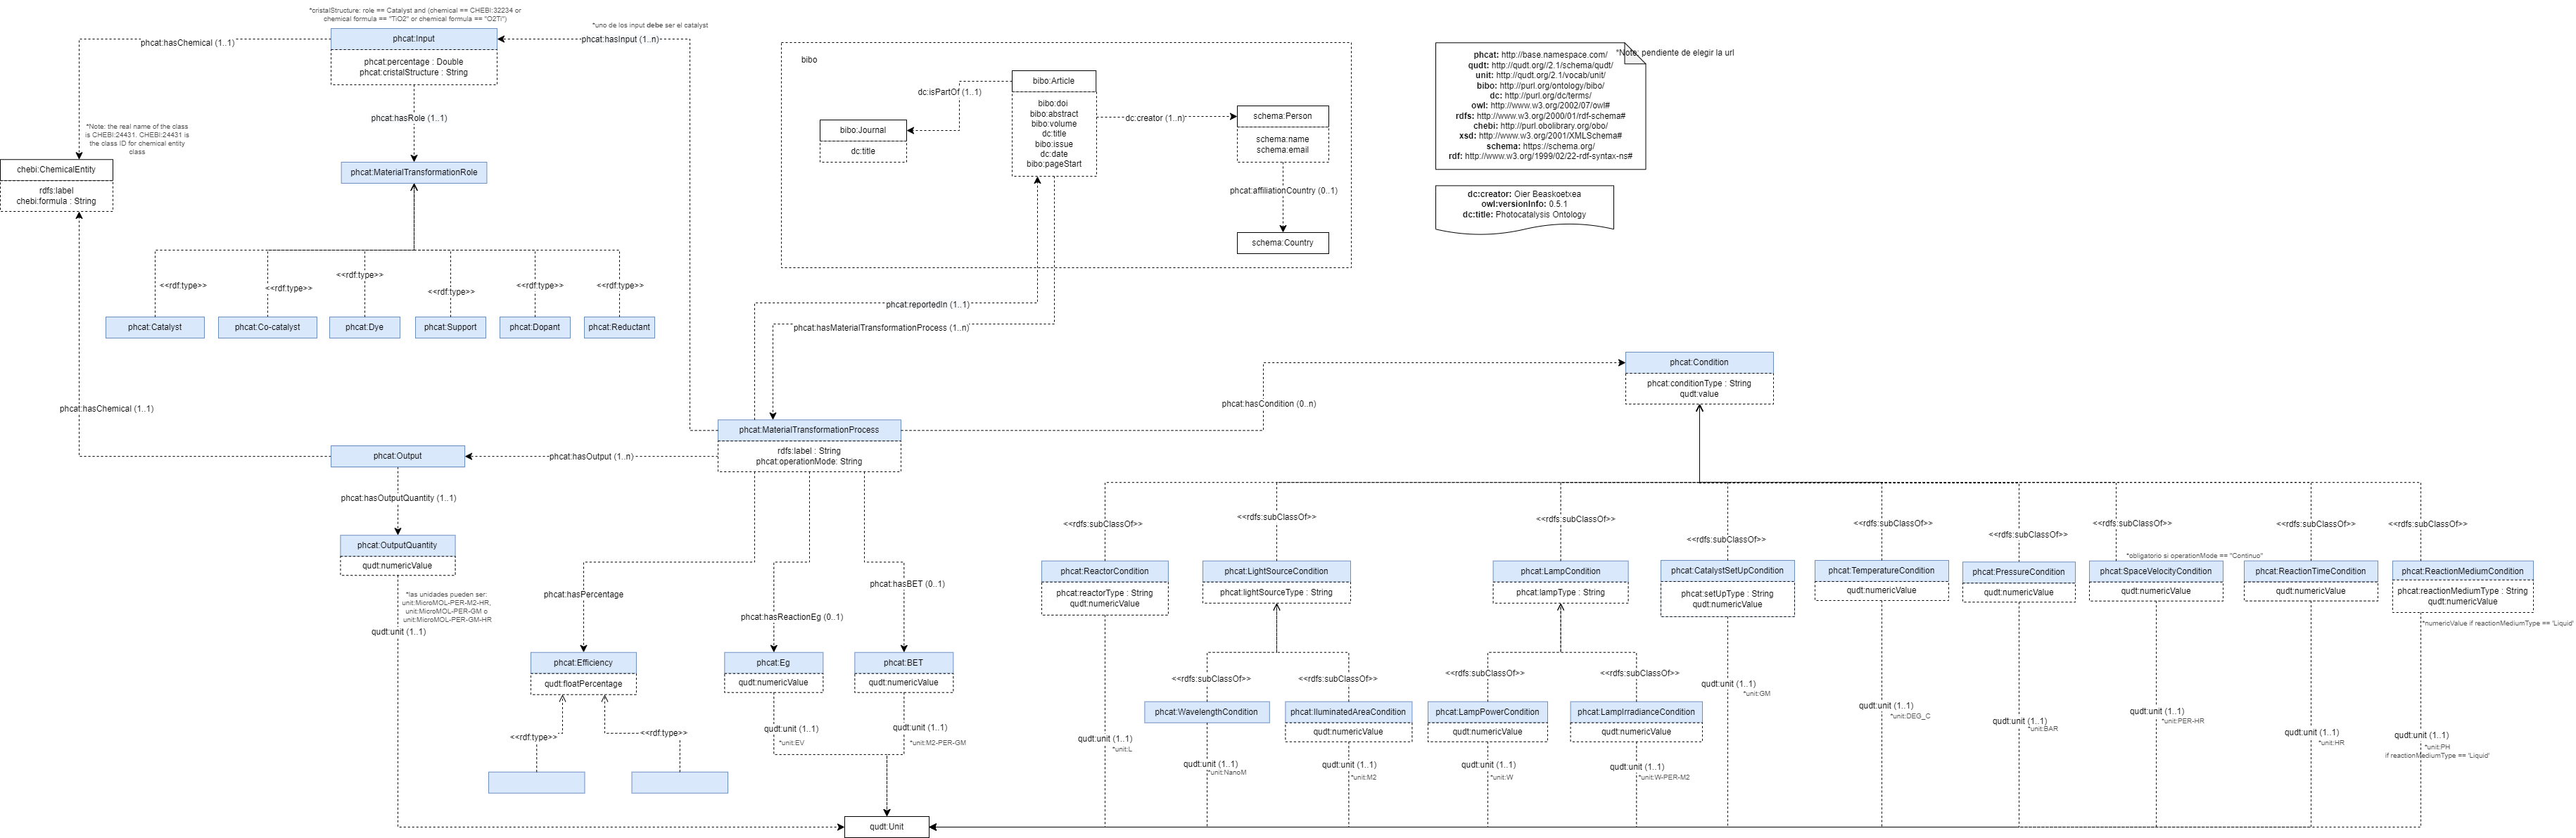 *cristalStructure: role == Catalyst and (chemical == CHEBI:32234 or
chemical formula == "TiO2" or chemical formula == "O2Ti")
*uno de los input debe ser el catalyst
phcat:hasChemical (1..1)
phcat:Input
phcat:percentage : Double
phcat:cristalStructure : String
phcat:hasInput (1..n)
phcat:hasRole (1..1)
*Note: the real name of the class
is CHEBI:24431. CHEBI:24431 is
the class ID for chemical entity
class
chebi:ChemicalEntity
rdfs:label
chebi:formula : String
phcat:MaterialTransformationRole
<<rdf:type>>
<<rdf:type>>
<<rdf:type>>
<<rdf:type>>
<<rdf:type>>
<<rdf:type>>
phcat:Catalyst
phcat:Co-catalyst
phcat:Dye
phcat:Support
phcat:Dopant
phcat:Reductant
bibo
bibo:Article
bibo:doi
bibo:abstract
bibo:volume
dc:title
bibo:issue
dc:date
bibo:pageStart
dc:isPartOf (1..1)
bibo:Journal
dc:title
dc:creator (1..n)
schema:Person
schema:name
schema:email
phcat:affiliationCountry (0..1)
schema:Country
phcat: http://base.namespace.com/
*Note: pendiente de elegir la url
qudt: http://qudt.org//2.1/schema/qudt/
unit: http://qudt.org/2.1/vocab/unit/
bibo: http://purl.org/ontology/bibo/
dc: http://purl.org/dc/terms/
owl: http://www.w3.org/2002/07/owl#
rdfs: http://www.w3.org/2000/01/rdf-schema#
chebi: http://purl.obolibrary.org/obo/
xsd: http://www.w3.org/2001/XMLSchema#
schema: https://schema.org/
rdf: http://www.w3.org/1999/02/22-rdf-syntax-ns#
dc:creator: Oier Beaskoetxea
owl:versionInfo: 0.5.1
dc:title: Photocatalysis Ontology
phcat:reportedIn (1..1)
phcat:hasMaterialTransformationProcess (1..n)
phcat:hasChemical (1..1)
phcat:MaterialTransformationProcess
rdfs:label : String
phcat:operationMode: String
phcat:hasCondition (0..n)
phcat:Condition
phcat:conditionType : String
qudt:value
phcat:Output
phcat:hasOutput (1..n)
phcat:hasOutputQuantity (1..1)
phcat:OutputQuantity
qudt:numericValue
*las unidades pueden ser:
unit:MicroMOL-PER-M2-HR,
unit:MicroMOL-PER-GM o
unit:MicroMOL-PER-GM-HR
qudt:unit (1..1)
phcat:hasPercentage
phcat:hasReactionEg (0..1)
phcat:hasBET (0..1)
phcat:Efficiency
qudt:floatPercentage
<<rdf:type>>
<<rdf:type>>
phcat:Eg
qudt:numericValue
qudt:unit (1..1)
*unit:EV
phcat:BET
qudt:numericValue
qudt:unit (1..1)
*unit:M2-PER-GM
qudt:Unit
<<rdfs:subClassOf>>
phcat:ReactorCondition
phcat:reactorType : String
qudt:numericValue
qudt:unit (1..1)
*unit:L
<<rdfs:subClassOf>>
phcat:LightSourceCondition
phcat:lightSourceType : String
<<rdfs:subClassOf>>
<<rdfs:subClassOf>>
phcat:WavelengthCondition
qudt:unit (1..1)
*unit:NanoM
phcat:IluminatedAreaCondition
qudt:numericValue
qudt:unit (1..1)
*unit:M2
<<rdfs:subClassOf>>
phcat:LampCondition
phcat:lampType : String
<<rdfs:subClassOf>>
<<rdfs:subClassOf>>
phcat:LampPowerCondition
qudt:numericValue
qudt:unit (1..1)
*unit:W
phcat:LampIrradianceCondition
qudt:numericValue
qudt:unit (1..1)
*unit:W-PER-M2
<<rdfs:subClassOf>>
phcat:CatalystSetUpCondition
phcat:setUpType : String
qudt:numericValue
qudt:unit (1..1)
*unit:GM
<<rdfs:subClassOf>>
phcat:TemperatureCondition
qudt:numericValue
qudt:unit (1..1)
*unit:DEG_C
<<rdfs:subClassOf>>
phcat:PressureCondition
qudt:numericValue
qudt:unit (1..1)
*unit:BAR
<<rdfs:subClassOf>>
*obligatorio si operationMode == "Continuo"
phcat:SpaceVelocityCondition
qudt:numericValue
qudt:unit (1..1)
*unit:PER-HR
<<rdfs:subClassOf>>
phcat:ReactionTimeCondition
qudt:numericValue
qudt:unit (1..1)
*unit:HR
<<rdfs:subClassOf>>
phcat:ReactionMediumCondition
phcat:reactionMediumType : String
qudt:numericValue
*numericValue if reactionMediumType == 'Liquid'
qudt:unit (1..1)
*unit:PH
if reactionMediumType == 'Liquid'